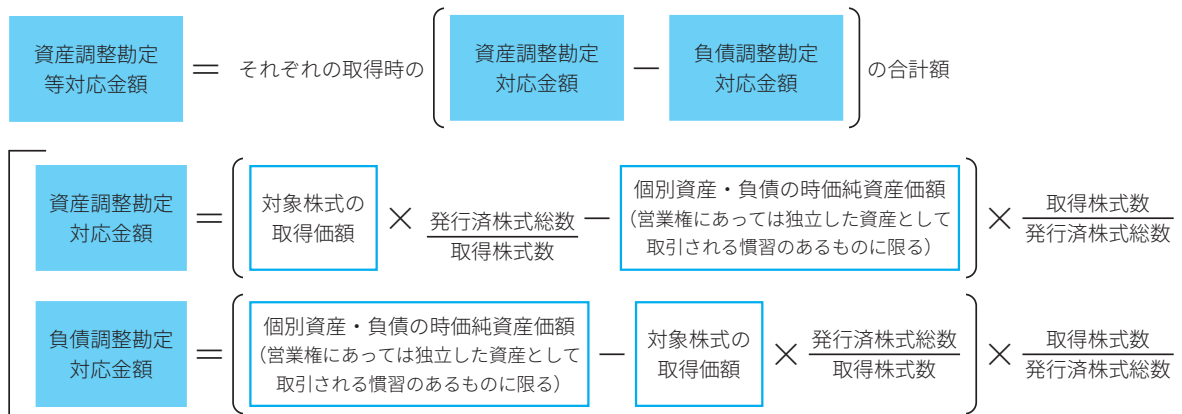 資産調整勘定
等対応金額
=
それぞれの取得時の
資産調整勘定
対応金額
－
負債調整勘定
対応金額
の合計額
資産調整勘定
対応金額
=
対象株式の
取得価額
×
発行済株式総数
取得株式数
－
個別資産・負債の時価純資産価額
（営業権にあっては独立した資産として
取引される慣習のあるものに限る）
×
取得株式数
発行済株式総数
負債調整勘定
対応金額
=
個別資産・負債の時価純資産価額
（営業権にあっては独立した資産として
取引される慣習のあるものに限る）
－
対象株式の
取得価額
×
発行済株式総数
取得株式数
×
取得株式数
発行済株式総数